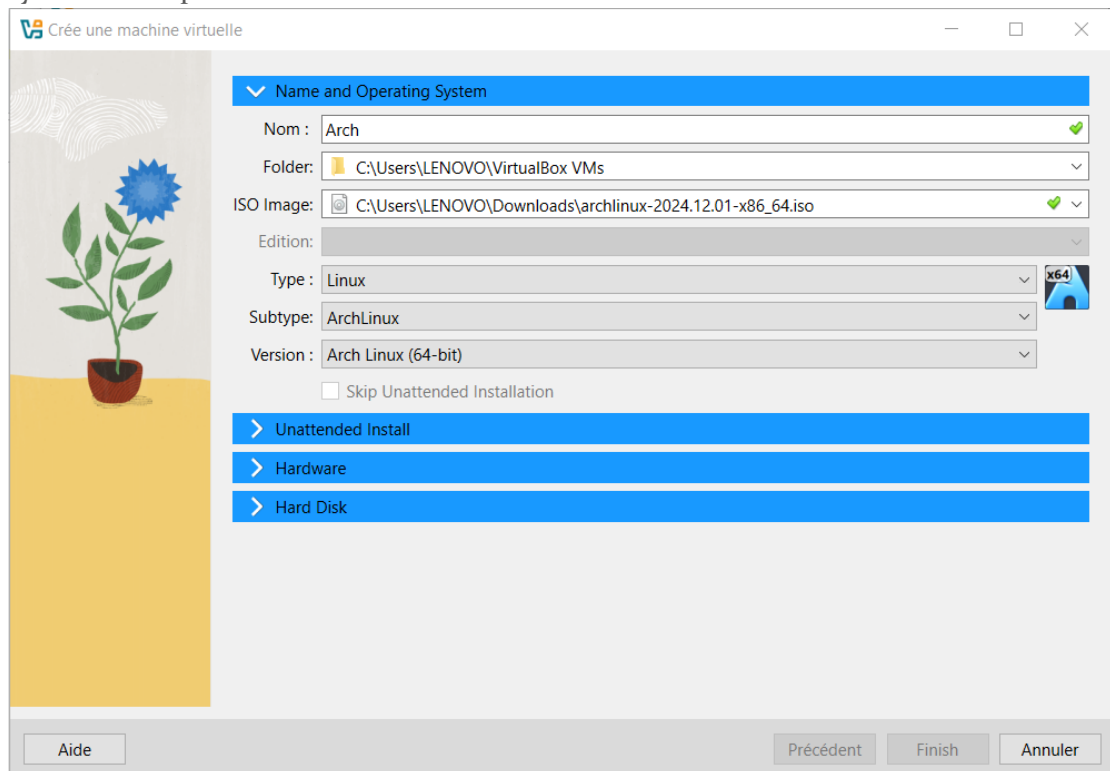 Crée une machine virtuelle
Name and Operating System
Nom : Arch
Folder: C:\Users\LENOVO\VirtualBox VMs
ISO Image: C:\Users\LENOVO\Downloads\archlinux-2024.12.01-x86_64.iso
Edition:
Type : Linux
x64
Subtype: ArchLinux
Version : Arch Linux (64-bit)
Skip Unattended Installation
Unattended Install
Hardware
Hard Disk
Aide Précédent Finish Annuler